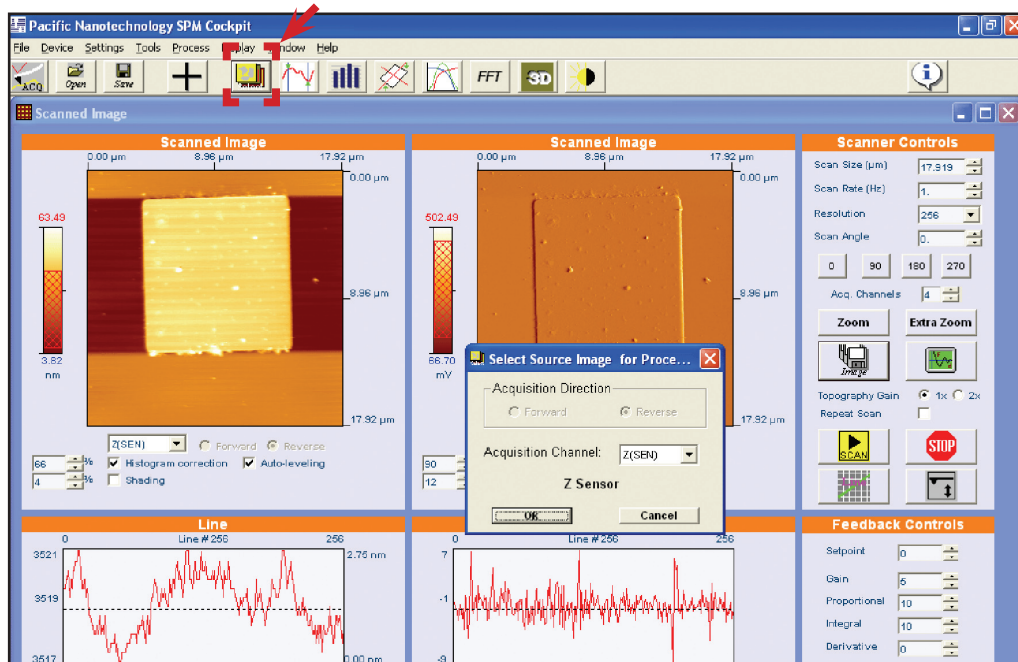 Pacific Nanotechnology SPM Cockpit
File Device Settings Tools Process Display Window Help
ACQ Open Save FFT 3D
Scanned Image
Scanned Image
0.00 µm 8.96 µm 17.92 µm
0.00 µm
63.49
8.96 µm
3.82
nm
17.92 µm
Z(SEN) Forward Reverse
66 % Histogram correction Auto-leveling
4 % Shading
Scanned Image
0.00 µm 8.96 µm 17.92 µm
0.00 µm
502.49
8.96 µm
66.70
mV
17.92 µm
90
12
Select Source Image for Proce...
Acquisition Direction
Forward Reverse
Acquisition Channel: Z(SEN)
Z Sensor
OK Cancel
Scanner Controls
Scan Size (µm) 17.919
Scan Rate (Hz) 1.
Resolution 256
Scan Angle 0.
0 90 180 270
Acq. Channels 4
Zoom Extra Zoom
Image
Topography Gain 1x 2x
Repeat Scan
SCAN STOP
Line
0 Line # 256 256
3521 2.75 nm
3519
3517 0.00 nm
0 Line # 256 256
7
-1
-9
Feedback Controls
Setpoint 0
Gain 5
Proportional 10
Integral 10
Derivative 0